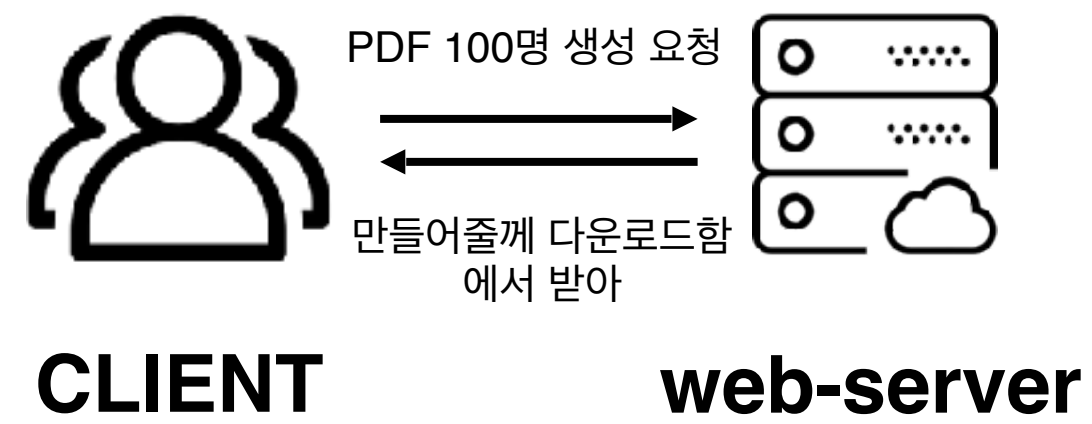 PDF 100명 생성 요청
만들어줄께 다운로드함
에서 받아
CLIENT
web-server